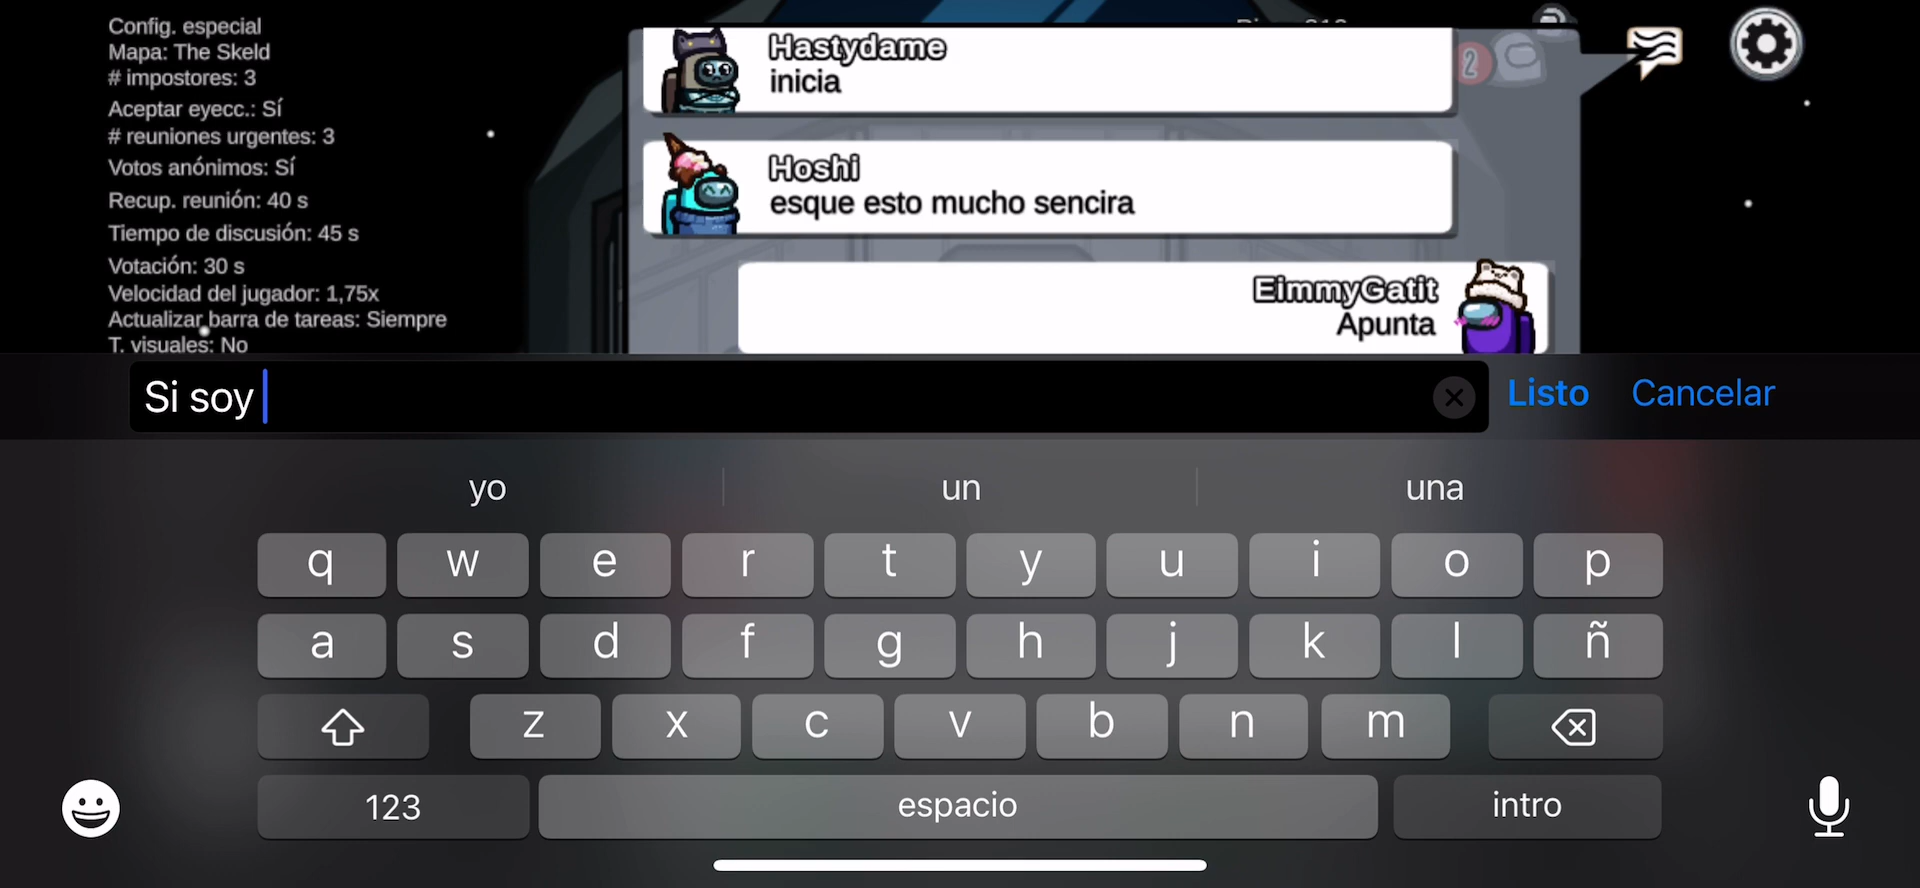 Config. especial
Mapa: The Skeld
# impostores: 3
Aceptar eyecc.: Sí
# reuniones urgentes: 3
Votos anónimos: Sí
Recup. reunión: 40 s
Tiempo de discusión: 45 s
Votación: 30 s
Velocidad del jugador: 1,75x
Actualizar barra de tareas: Siempre
T. visuales: No
Hastydame
inicia
2
Hoshi
esque esto mucho sencira
EimmyGatit
Apunta
Si soy
Listo
Cancelar
yo
un
una
q w e r t y u i o p
a s d f g h j k l ñ
z x c v b n m
123
espacio
intro